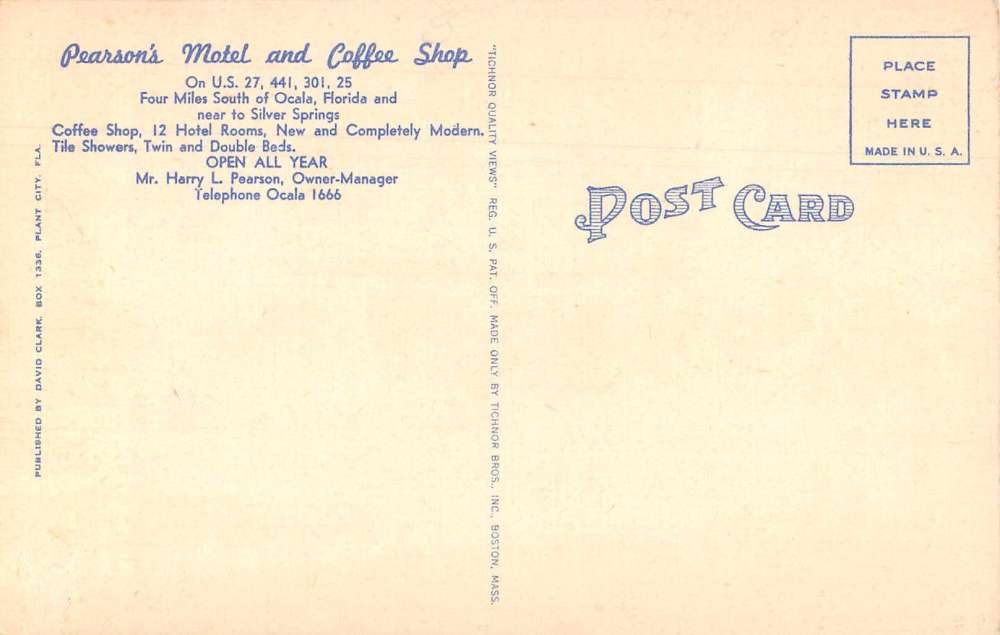 Pearson's Motel and Coffee Shop
On U.S. 27, 441, 301, 25
Four Miles South of Ocala, Florida and
near to Silver Springs
Coffee Shop, 12 Hotel Rooms, New and Completely Modern.
Tile Showers, Twin and Double Beds.
OPEN ALL YEAR
Mr. Harry L. Pearson, Owner-Manager
Telephone Ocala 1666
PUBLISHED BY DAVID CLARK, BOX 1336, PLANT CITY, FLA.
"TICHNOR QUALITY VIEWS" REG. U. S. PAT. OFF. MADE ONLY BY TICHNOR BROS., INC., BOSTON, MASS.
POST CARD
PLACE
STAMP
HERE
MADE IN U. S. A.